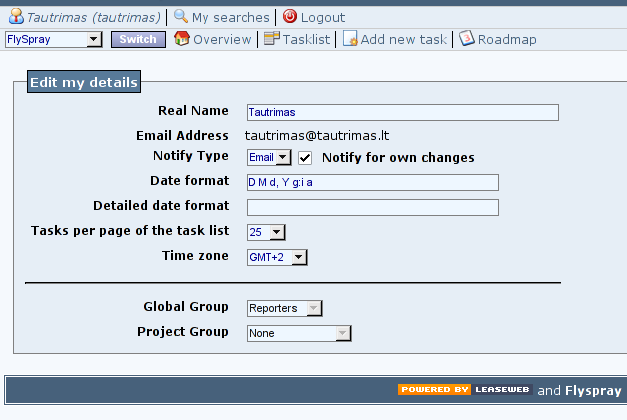 Tautrimas (tautrimas) My searches Logout
FlySpray Switch Overview Tasklist Add new task Roadmap
Edit my details
Real Name Tautrimas
Email Address tautrimas@tautrimas.lt
Notify Type Email Notify for own changes
Date format D M d, Y g:i a
Detailed date format
Tasks per page of the task list 25
Time zone GMT+2
Global Group Reporters
Project Group None
POWERED BY LEASEWEB and Flyspray